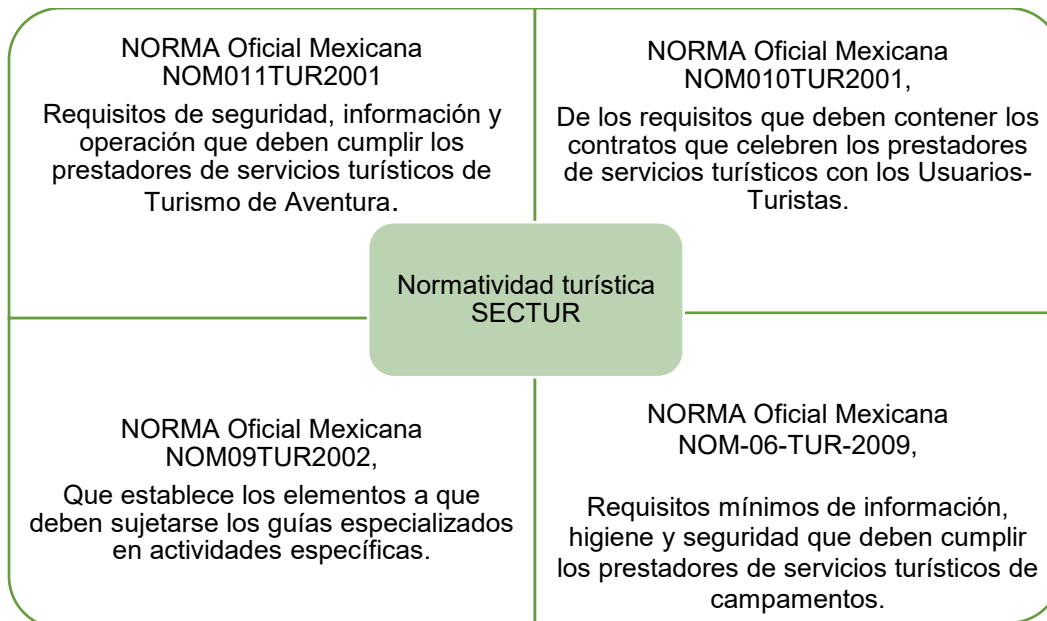 NORMA Oficial Mexicana
NOM011TUR2001
Requisitos de seguridad, información y
operación que deben cumplir los
prestadores de servicios turísticos de
Turismo de Aventura.
NORMA Oficial Mexicana
NOM010TUR2001,
De los requisitos que deben contener los
contratos que celebren los prestadores
de servicios turísticos con los Usuarios-
Turistas.
Normatividad turística
SECTUR
NORMA Oficial Mexicana
NOM09TUR2002,
Que establece los elementos a que
deben sujetarse los guías especializados
en actividades específicas.
NORMA Oficial Mexicana
NOM-06-TUR-2009,
Requisitos mínimos de información,
higiene y seguridad que deben cumplir
los prestadores de servicios turísticos de
campamentos.